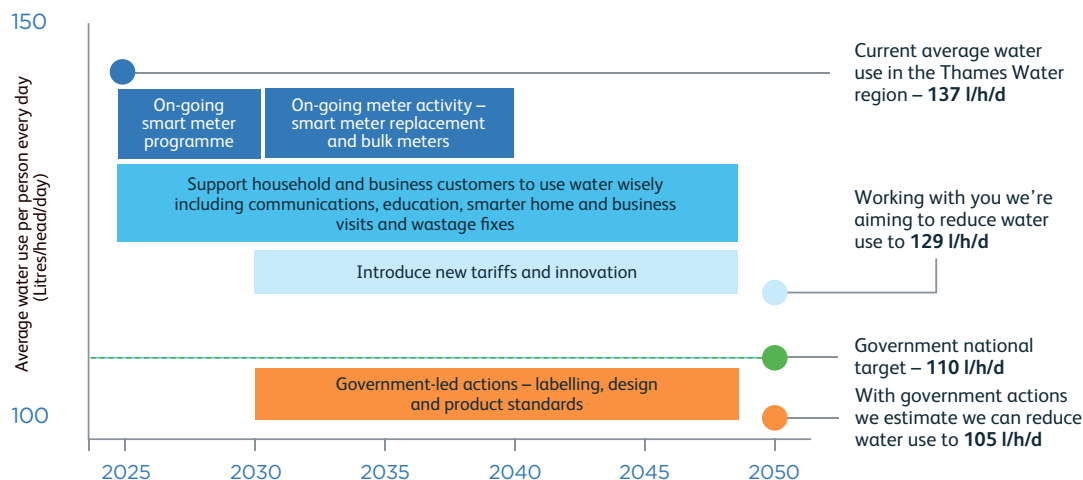 150
Average water use per person every day
(Litres/head/day)
100
On-going
smart meter
programme
On-going meter activity –
smart meter replacement
and bulk meters
Support household and business customers to use water wisely
including communications, education, smarter home and business
visits and wastage fixes
Introduce new tariffs and innovation
Government-led actions – labelling, design
and product standards
Current average water
use in the Thames Water
region – 137 l/h/d
Working with you we’re
aiming to reduce water
use to 129 l/h/d
Government national
target – 110 l/h/d
With government actions
we estimate we can reduce
water use to 105 l/h/d
2025
2030
2035
2040
2045
2050